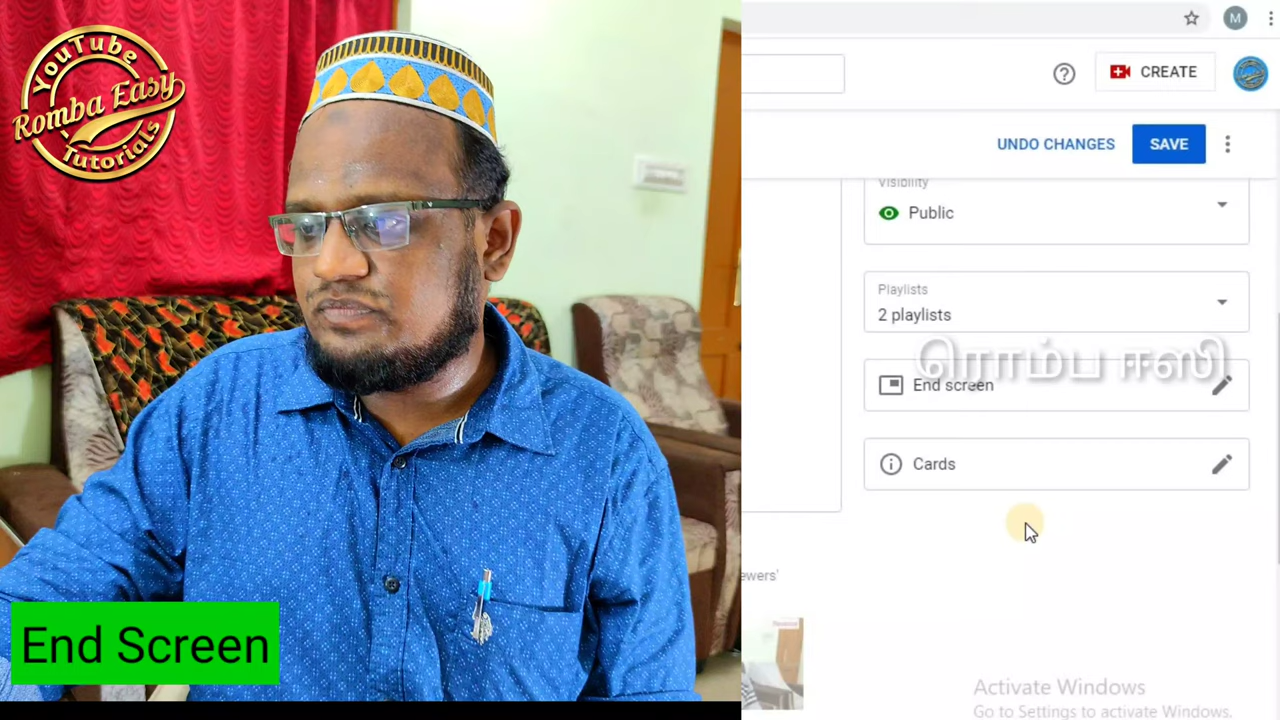 YouTube
Romba Easy
Tutorials
M
CREATE
UNDO CHANGES
SAVE
Visibility
Public
Playlists
2 playlists
ரொம்ப ஈஸி
End screen
Cards
ewers'
End Screen
Activate Windows
Go to Settings to activate Windows.